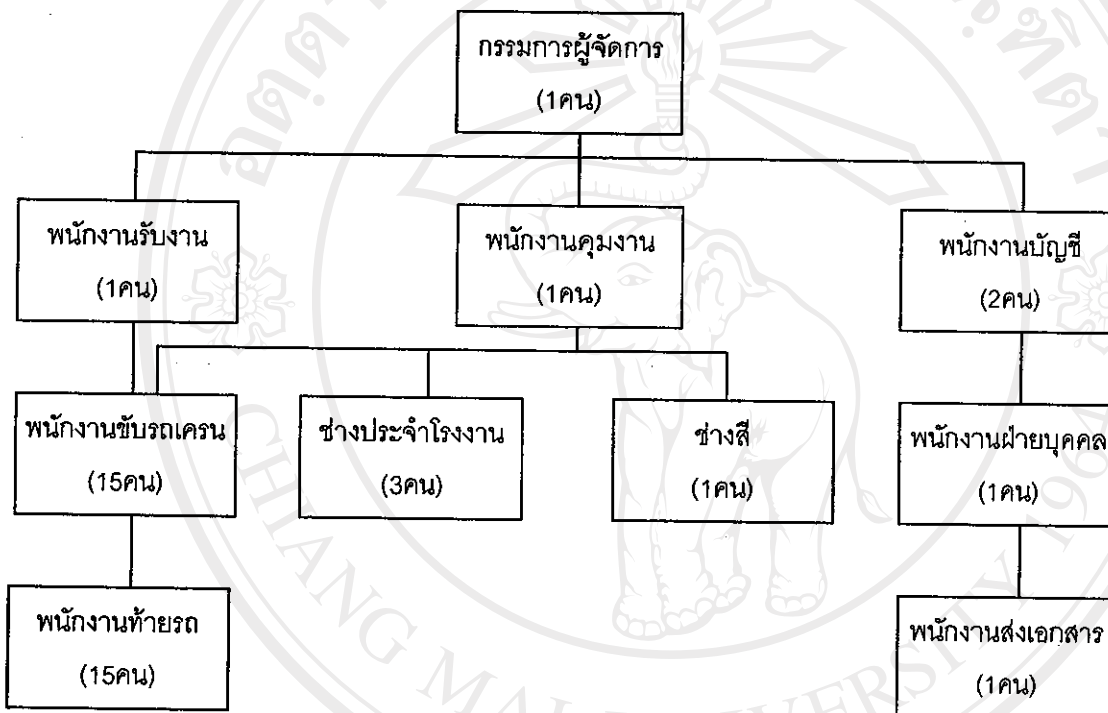 กรรมการผู้จัดการ
(1คน)
พนักงานรับงาน
(1คน)
พนักงานคุมงาน
(1คน)
พนักงานบัญชี
(2คน)
พนักงานขับรถเครน
(15คน)
ช่างประจำโรงงาน
(3คน)
ช่างสี
(1คน)
พนักงานฝ่ายบุคคล
(1คน)
พนักงานท้ายรถ
(15คน)
พนักงานส่งเอกสาร
(1คน)
CHIANG MAI UNIVERSITY 1964